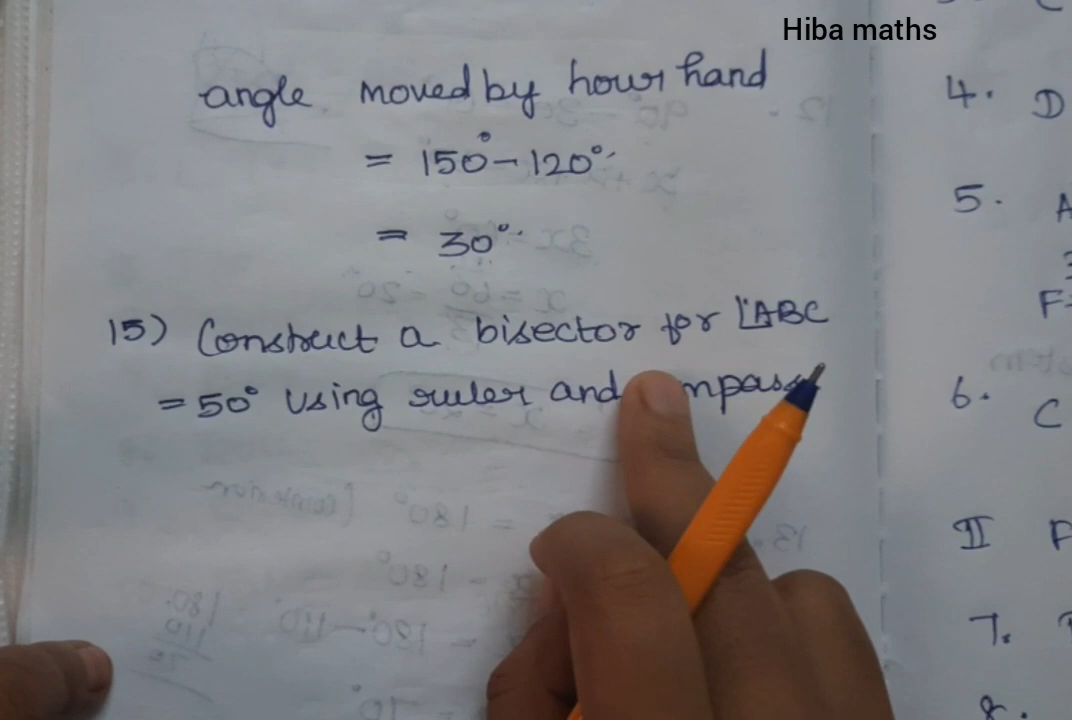 Hiba maths
angle moved by hour hand
= 150° - 120°
= 30°.
15) Construct a bisector for ∠ABC
= 50° using ruler and
4. D
5. A
F
6.
C
II P
7.
8.